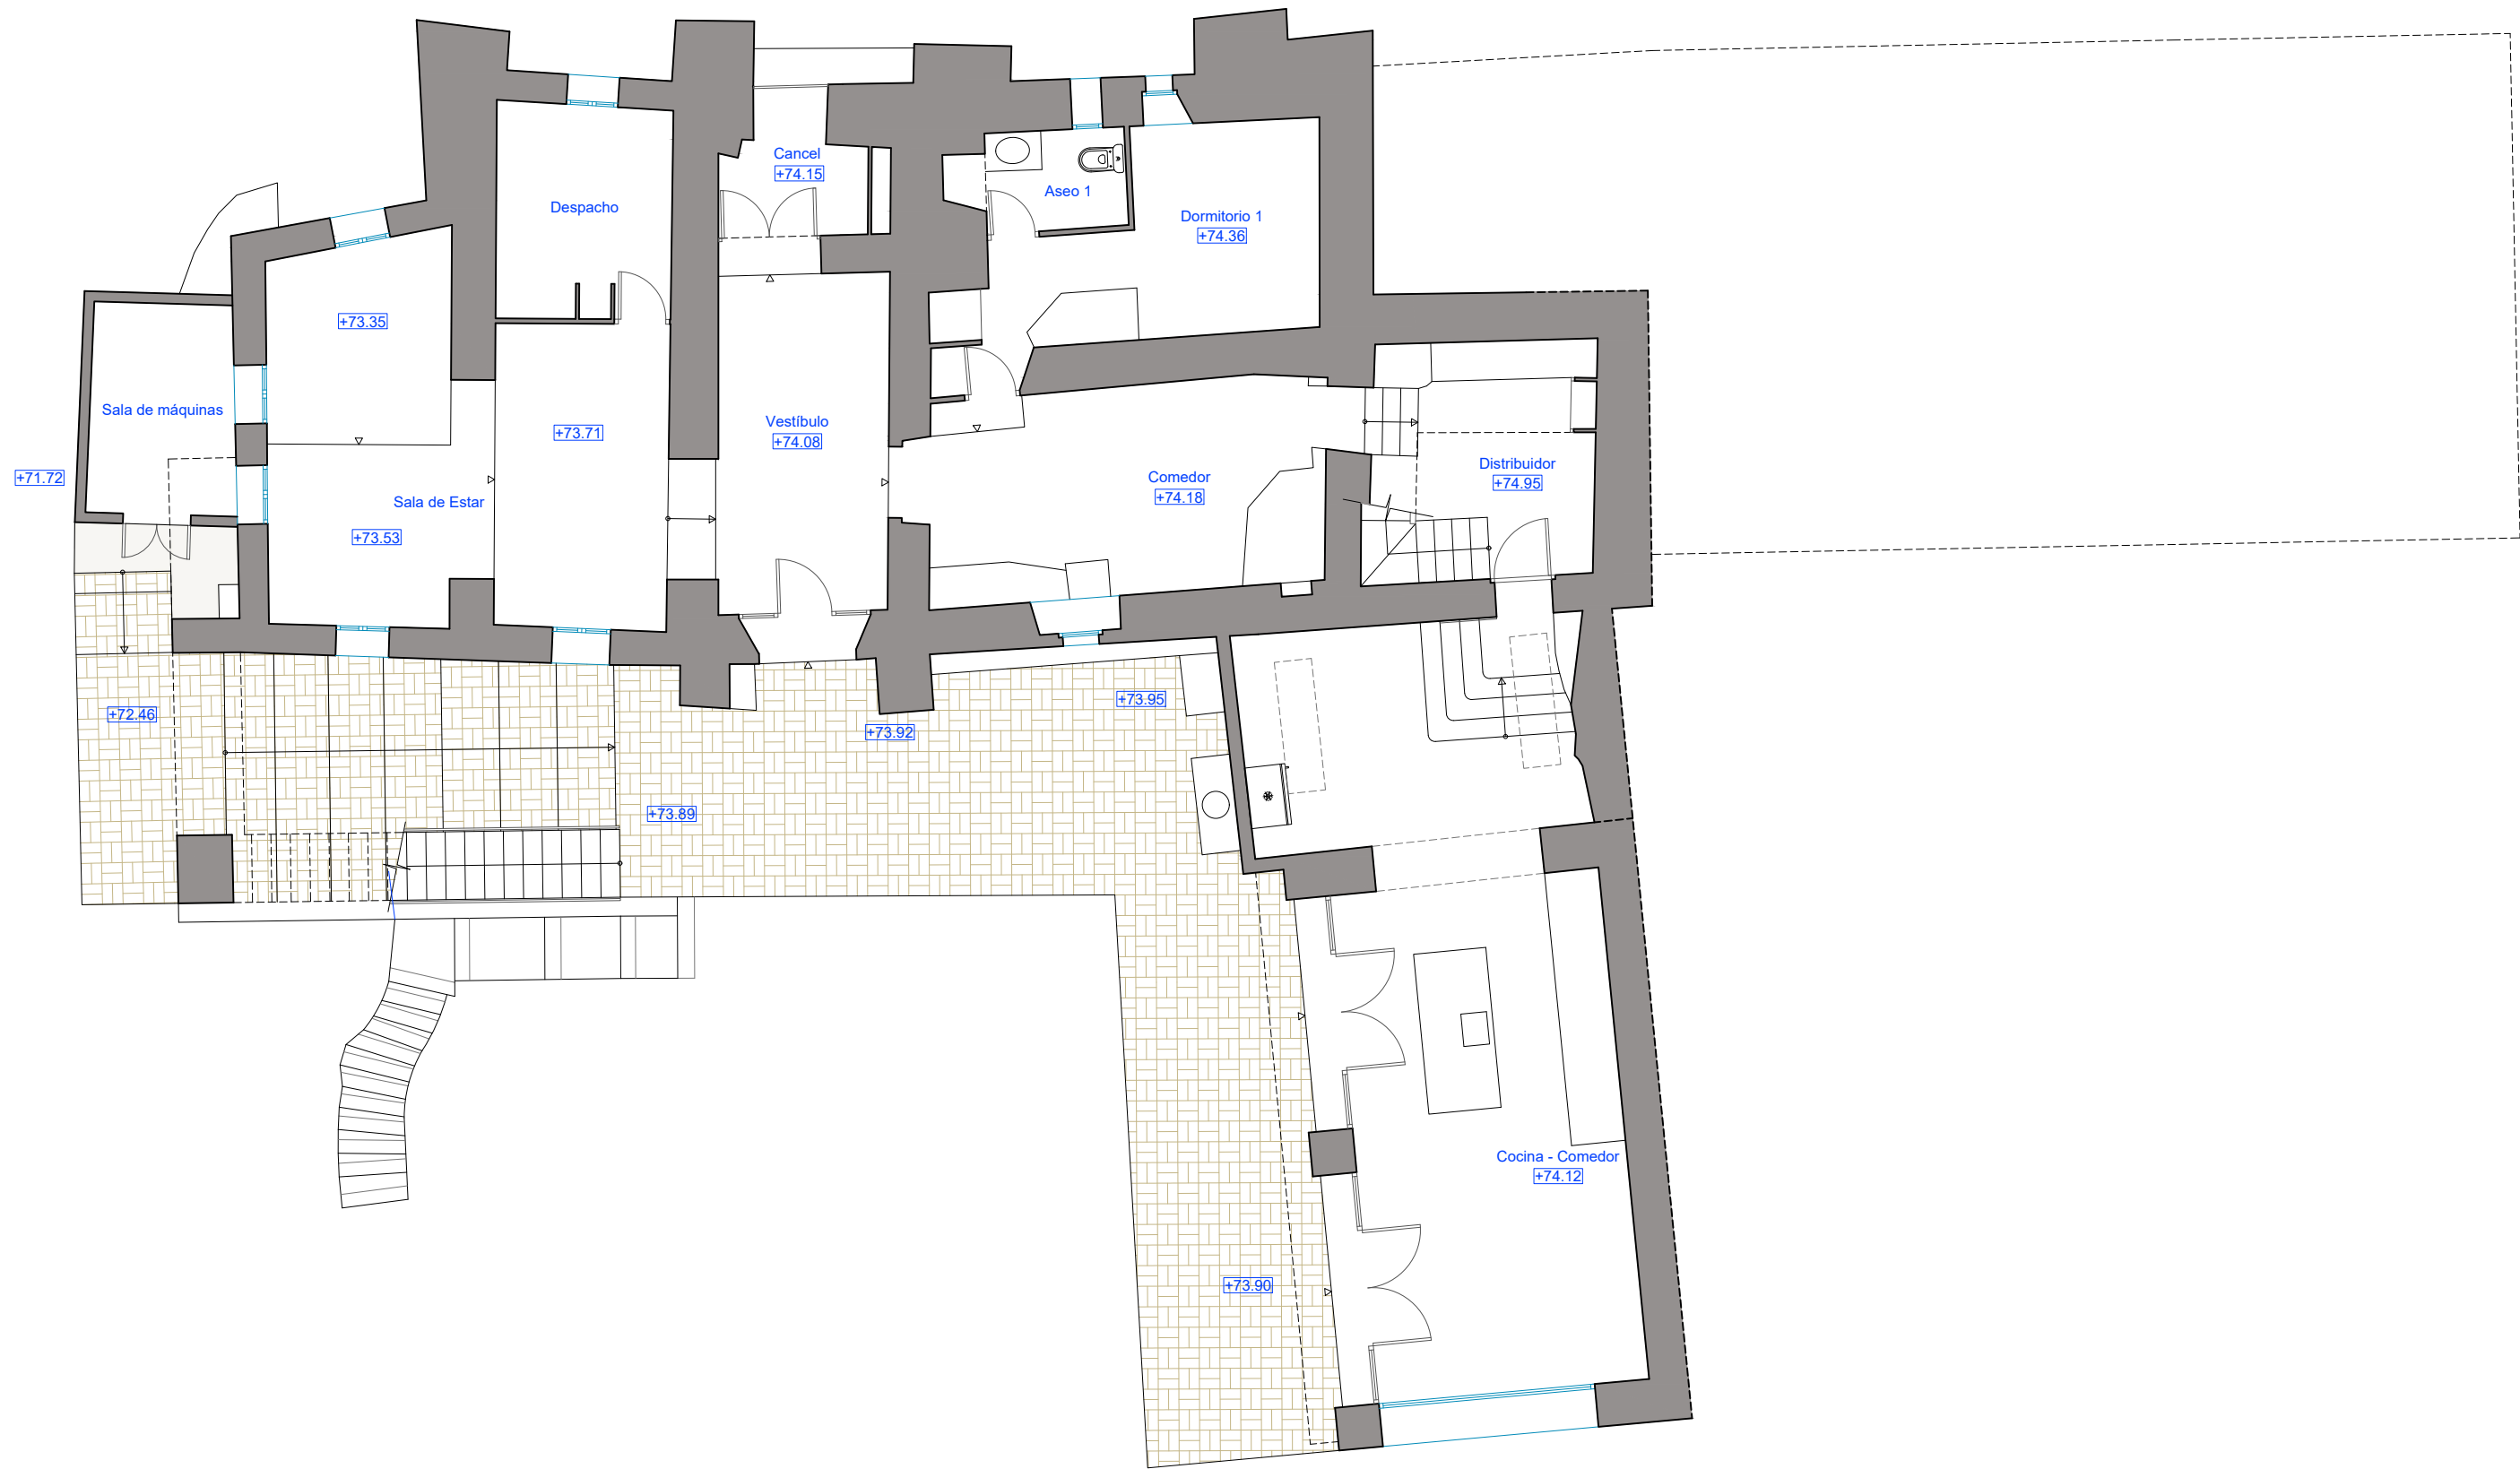 Cancel
+74.15
Aseo 1
Despacho
Dormitorio 1
+74.36
+73.35
Sala de máquinas
Vestíbulo
+74.08
+73.71
+71.72
Comedor
+74.18
Distribuidor
+74.95
Sala de Estar
+73.53
+72.46
+73.95
+73.92
+73.89
Cocina - Comedor
+74.12
+73.90